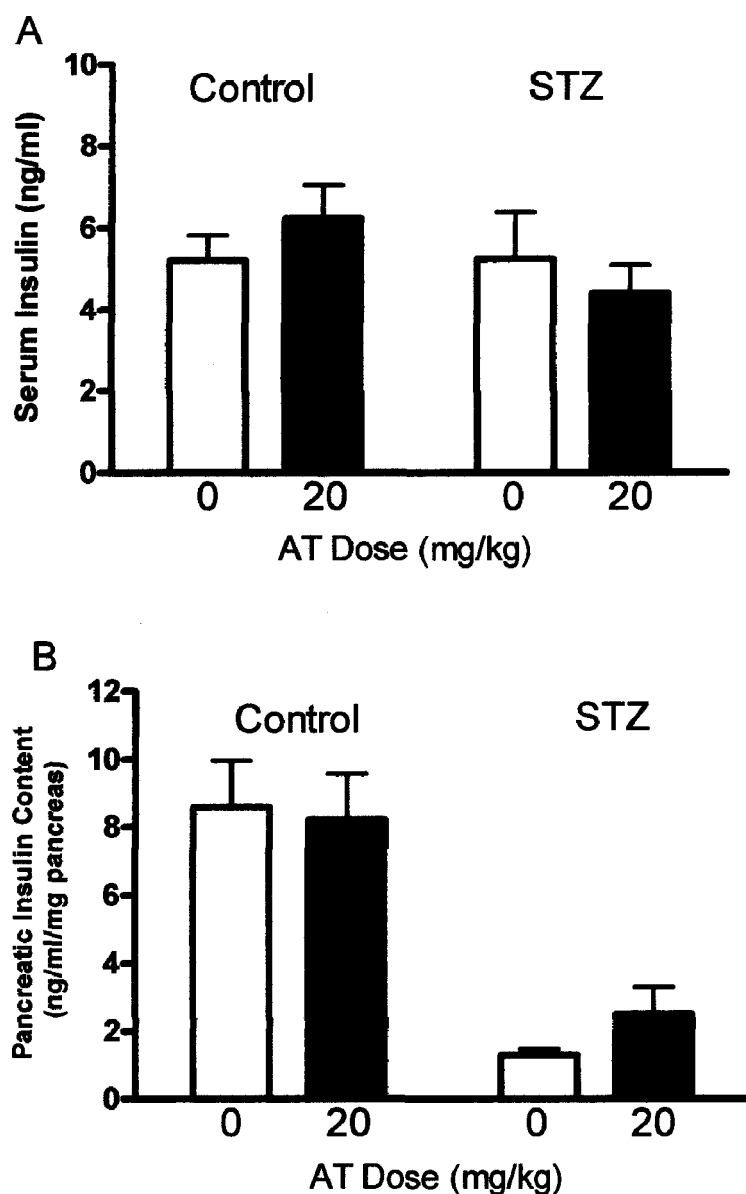 A
10
8
6
4
2
0
Serum Insulin (ng/ml)
Control
STZ
0
20
0
20
AT Dose (mg/kg)
B
12
10
8
6
4
2
0
Pancreatic Insulin Content
(ng/ml/mg pancreas)
Control
STZ
0
20
0
20
AT Dose (mg/kg)